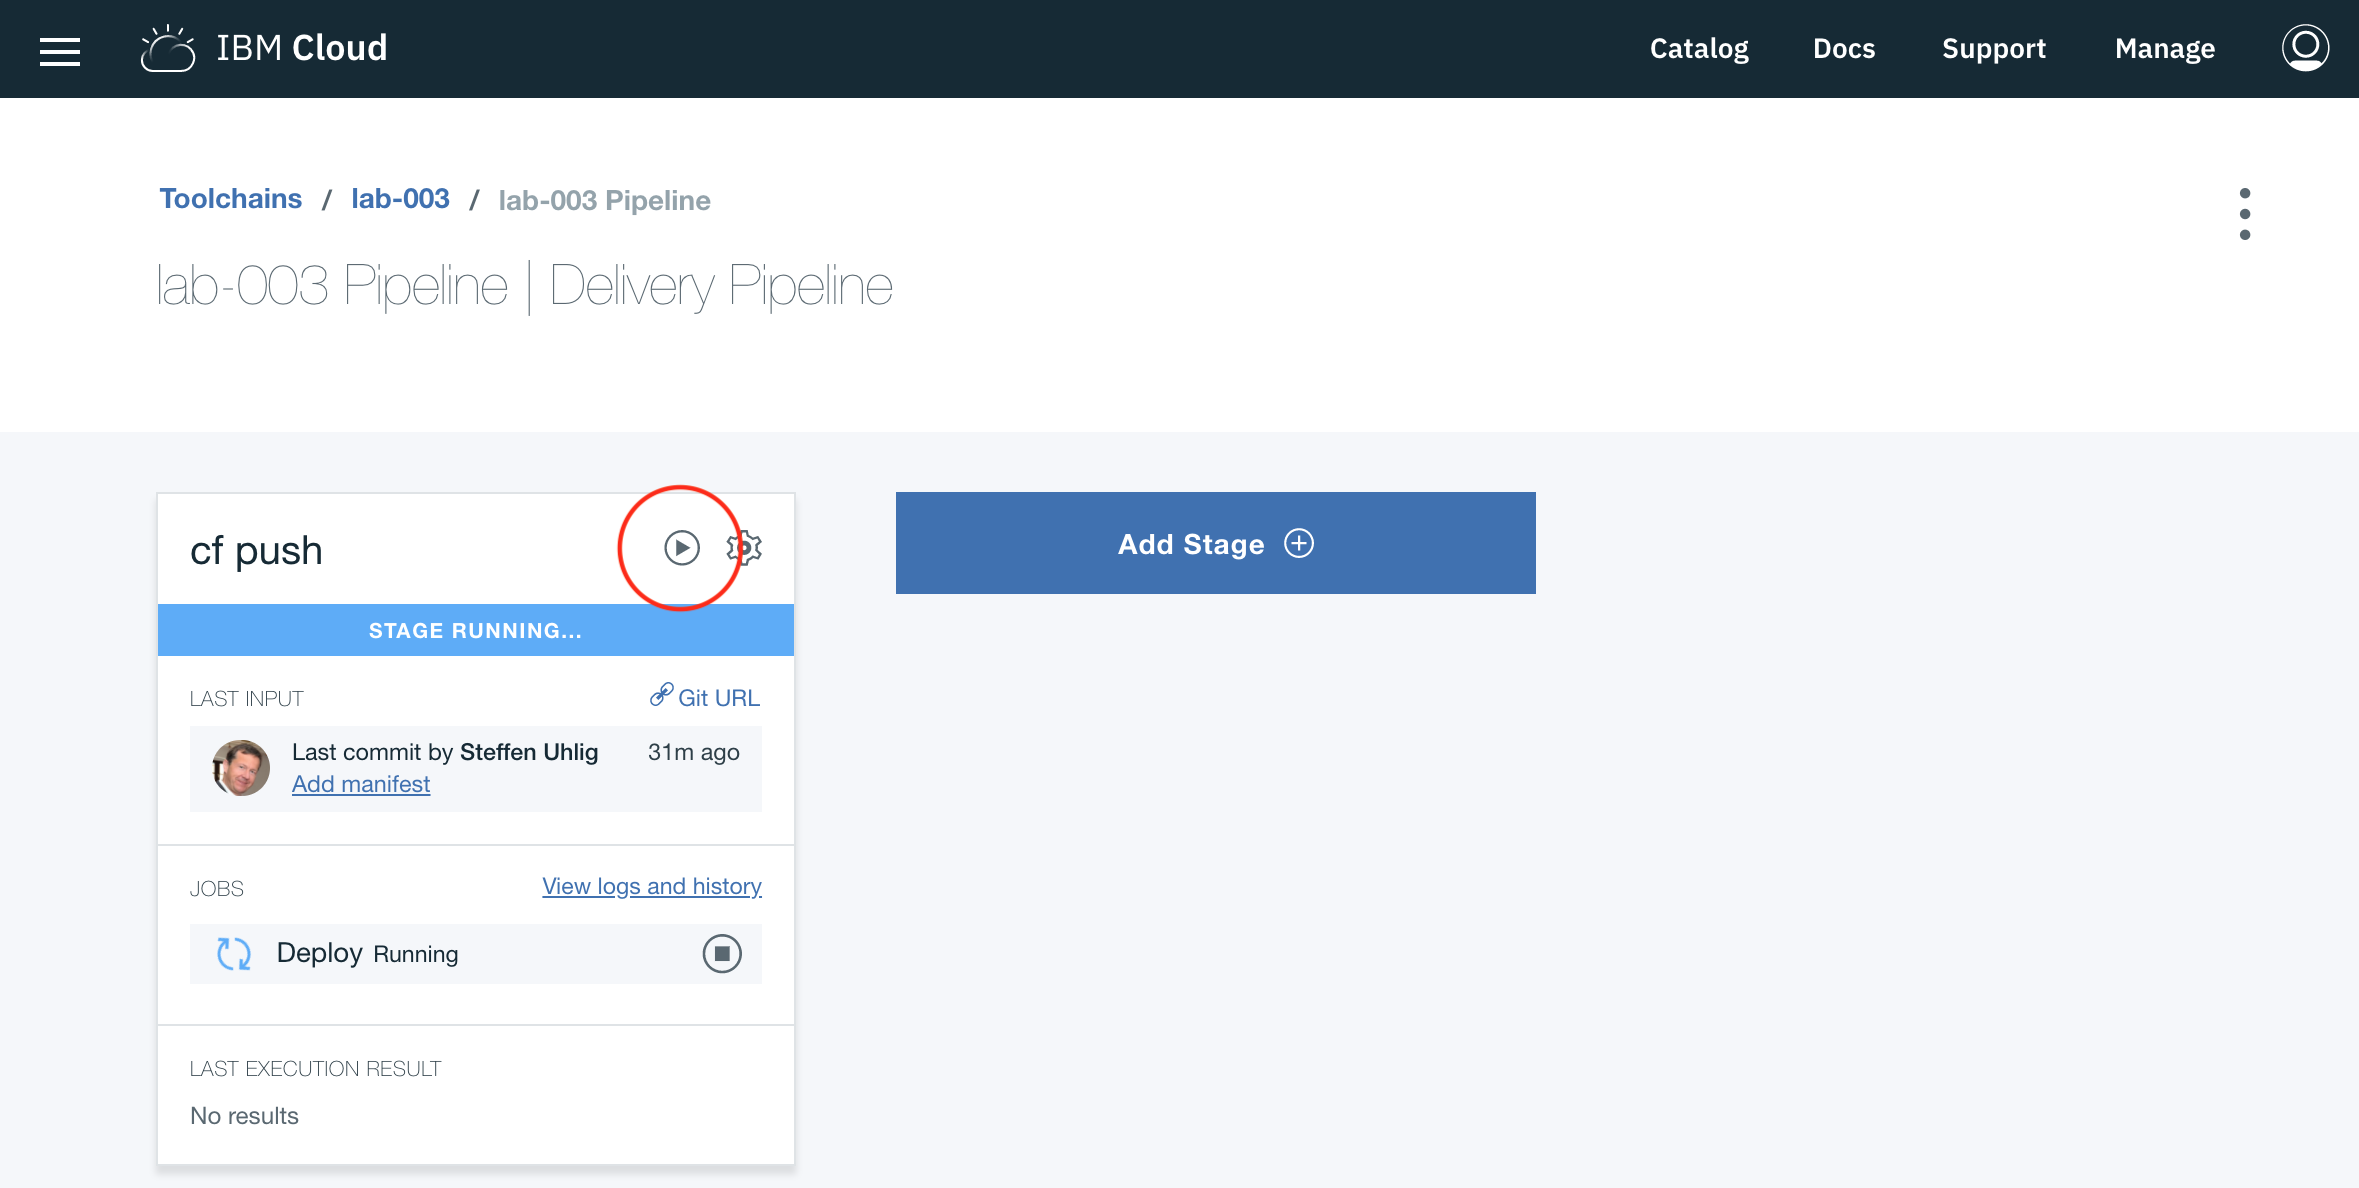 IBM Cloud
Catalog
Docs
Support
Manage
Toolchains / lab-003 / lab-003 Pipeline
lab-003 Pipeline | Delivery Pipeline
cf push
Add Stage
STAGE RUNNING...
LAST INPUT
Git URL
Last commit by Steffen Uhlig
31m ago
Add manifest
JOBS
View logs and history
Deploy Running
LAST EXECUTION RESULT
No results